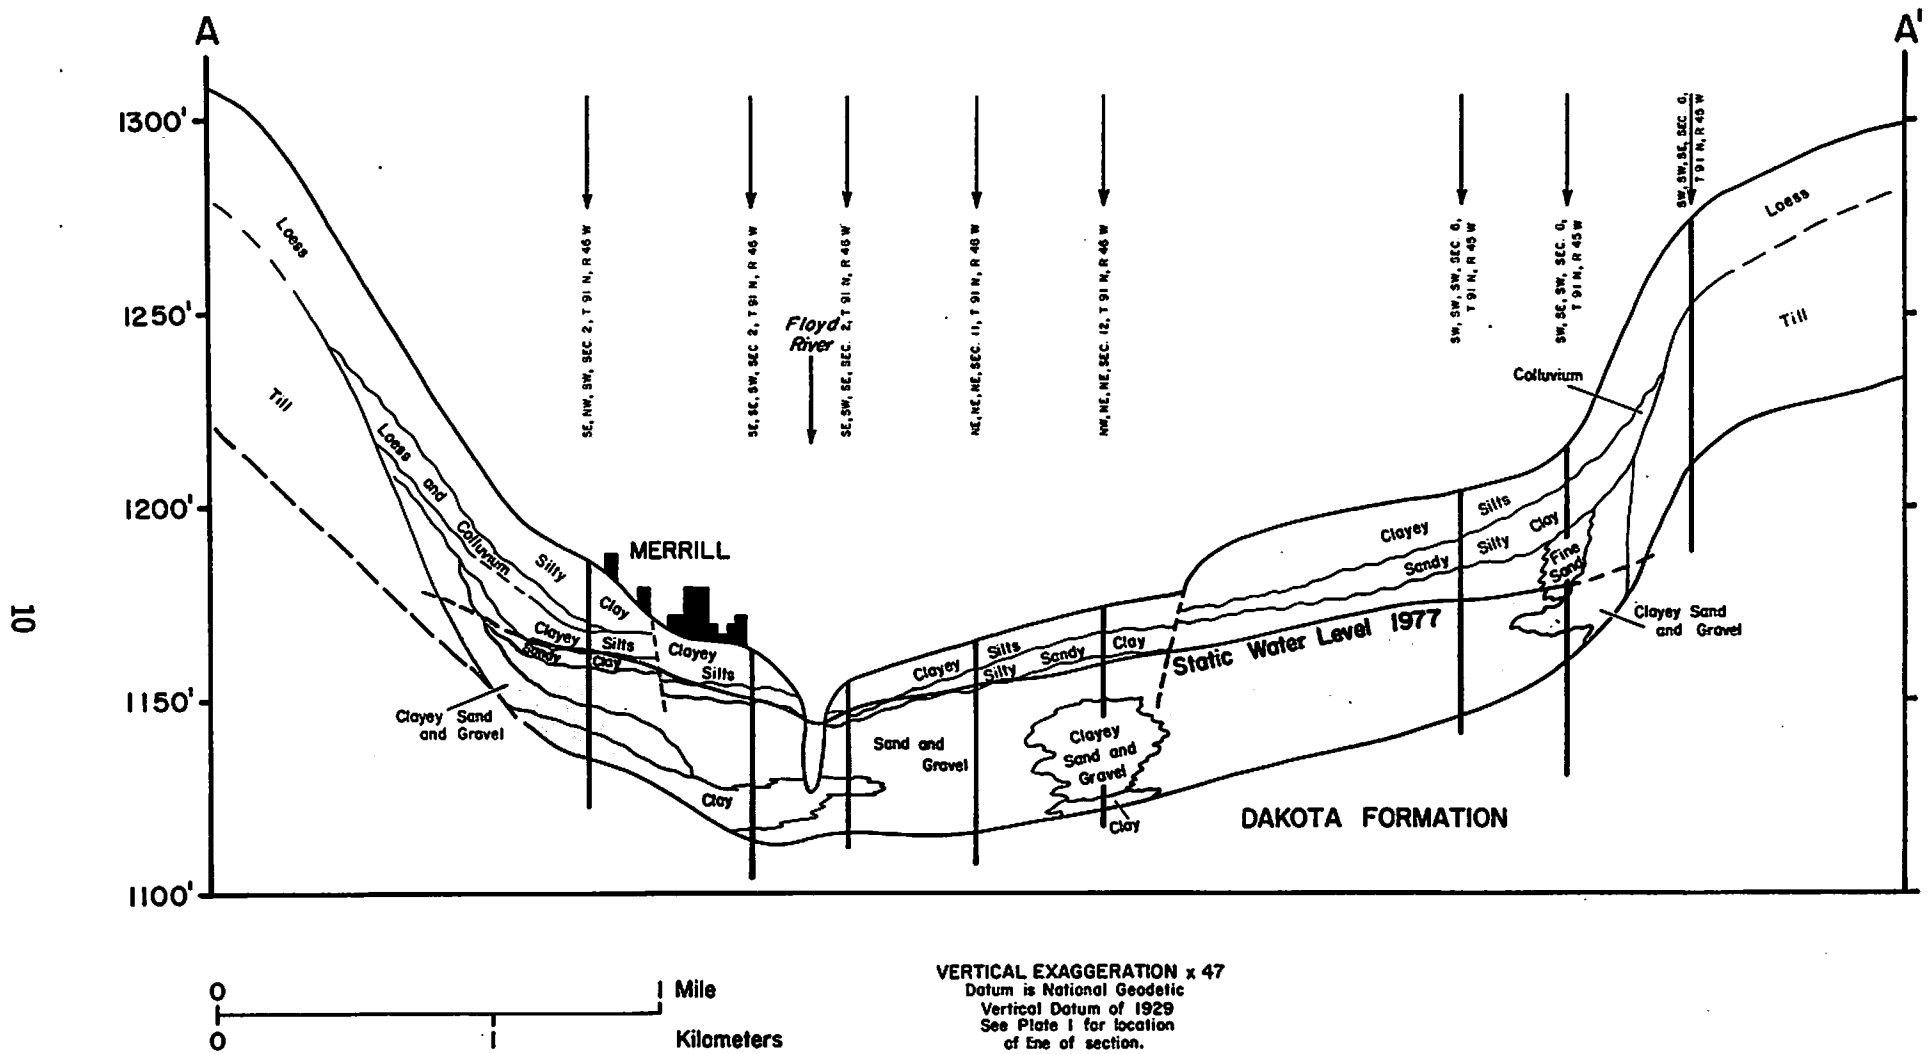 A
A'
1300'
1250'
1200'
1150'
1100'
10
SE, NW, SW, SEC. 2, T 91 N, R 46 W
SE, SE, SW, SEC 2, T 91 N, R 46 W
Floyd
River
SE, SW, SE, SEC. 2, T 91 N, R 46 W
NE, NE, NE, SEC. 11, T 91 N, R 46 W
NW, NE, NE, SEC. 12, T 91 N, R 46 W
SW, SW, SW, SEC 6,
T 91 N, R 45 W
SW, SE, SW, SEC. 6,
T 91 N, R 45 W
SW, SW, SE, SEC 6,
T 91 N, R 45 W
Loess
Till
Loess
and
Colluvium
Silty
Clay
MERRILL
Clayey
Silts
Sandy
Clay
Clayey
Silts
Clayey Sand
and Gravel
Clay
Sand and
Gravel
Clayey
Silts
Silty
Sandy
Clay
Clayey
Sand and
Gravel
Clay
Static Water Level 1977
Clayey
Silts
Sandy
Silty
Clay
Fine
Sand
Colluvium
Loess
Till
Clayey Sand
and Gravel
DAKOTA FORMATION
0
1 Mile
0
1
Kilometers
VERTICAL EXAGGERATION x 47
Datum is National Geodetic
Vertical Datum of 1929
See Plate 1 for location
of Ene of section.